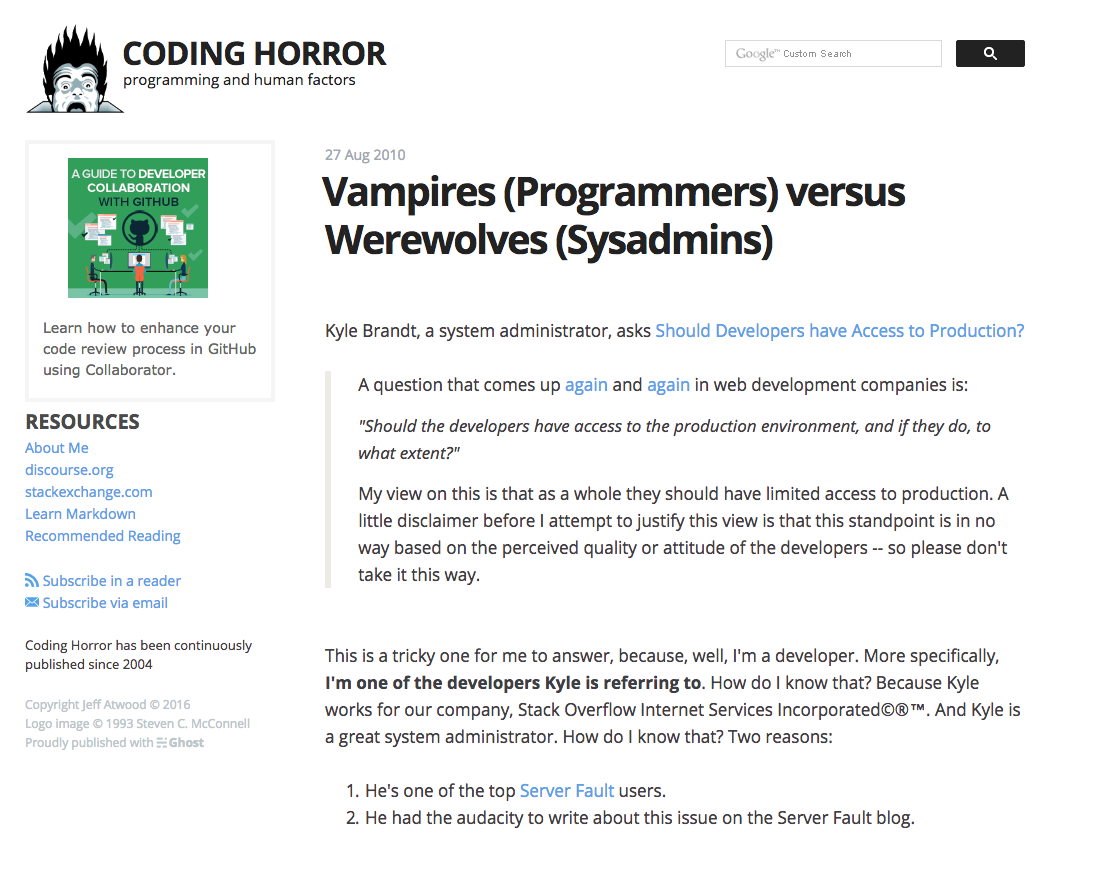 CODING HORROR
programming and human factors
Google™ Custom Search
A GUIDE TO DEVELOPER
COLLABORATION
WITH GITHUB
Learn how to enhance your
code review process in GitHub
using Collaborator.
RESOURCES
About Me
discourse.org
stackexchange.com
Learn Markdown
Recommended Reading
Subscribe in a reader
Subscribe via email
Coding Horror has been continuously
published since 2004
Copyright Jeff Atwood © 2016
Logo image © 1993 Steven C. McConnell
Proudly published with Ghost
27 Aug 2010
Vampires (Programmers) versus
Werewolves (Sysadmins)
Kyle Brandt, a system administrator, asks Should Developers have Access to Production?
A question that comes up again and again in web development companies is:
"Should the developers have access to the production environment, and if they do, to
what extent?"
My view on this is that as a whole they should have limited access to production. A
little disclaimer before I attempt to justify this view is that this standpoint is in no
way based on the perceived quality or attitude of the developers -- so please don't
take it this way.
This is a tricky one for me to answer, because, well, I'm a developer. More specifically,
I'm one of the developers Kyle is referring to. How do I know that? Because Kyle
works for our company, Stack Overflow Internet Services Incorporated©®™. And Kyle is
a great system administrator. How do I know that? Two reasons:
1. He's one of the top Server Fault users.
2. He had the audacity to write about this issue on the Server Fault blog.